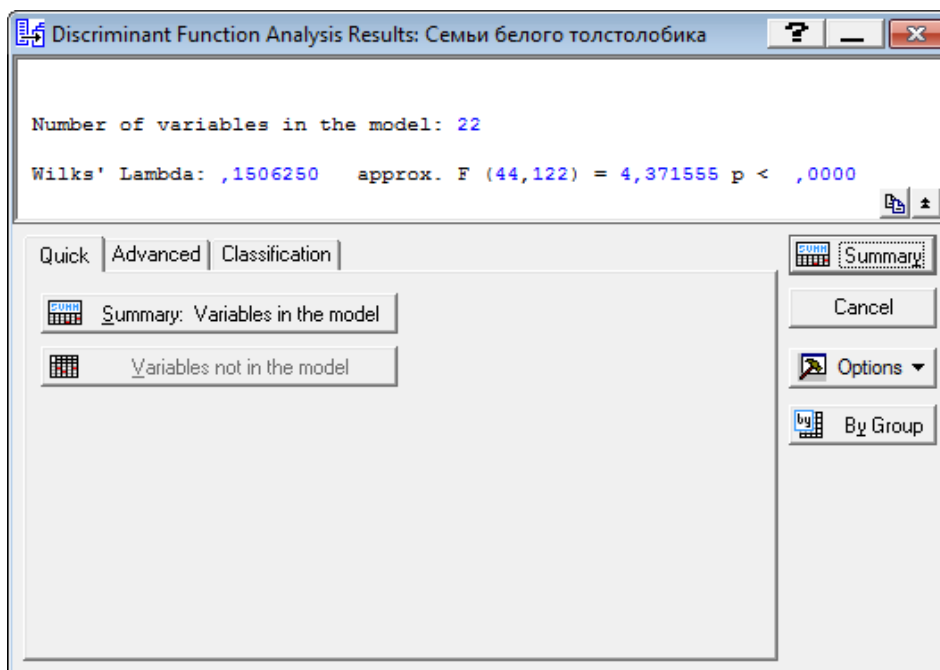 Discriminant Function Analysis Results: Семьи белого толстолобика
Number of variables in the model: 22
Wilks' Lambda: ,1506250 approx. F (44,122) = 4,371555 p < ,0000
Quick Advanced Classification
Summary: Variables in the model
Variables not in the model
Summary
Cancel
Options
By Group